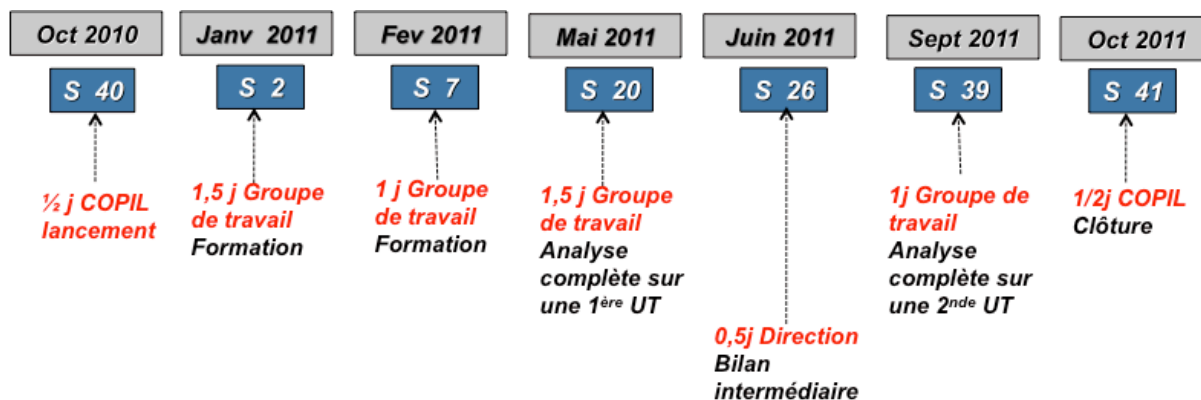 Oct 2010
Janv 2011
Fev 2011
Mai 2011
Juin 2011
Sept 2011
Oct 2011
S 40
S 2
S 7
S 20
S 26
S 39
S 41
½ j COPIL
lancement
1,5 j Groupe
de travail
Formation
1 j Groupe
de travail
Formation
1,5 j Groupe
de travail
Analyse
complète sur
une 1ère UT
0,5j Direction
Bilan
intermédiaire
1j Groupe de
travail
Analyse
complète sur
une 2nde UT
1/2j COPIL
Clôture